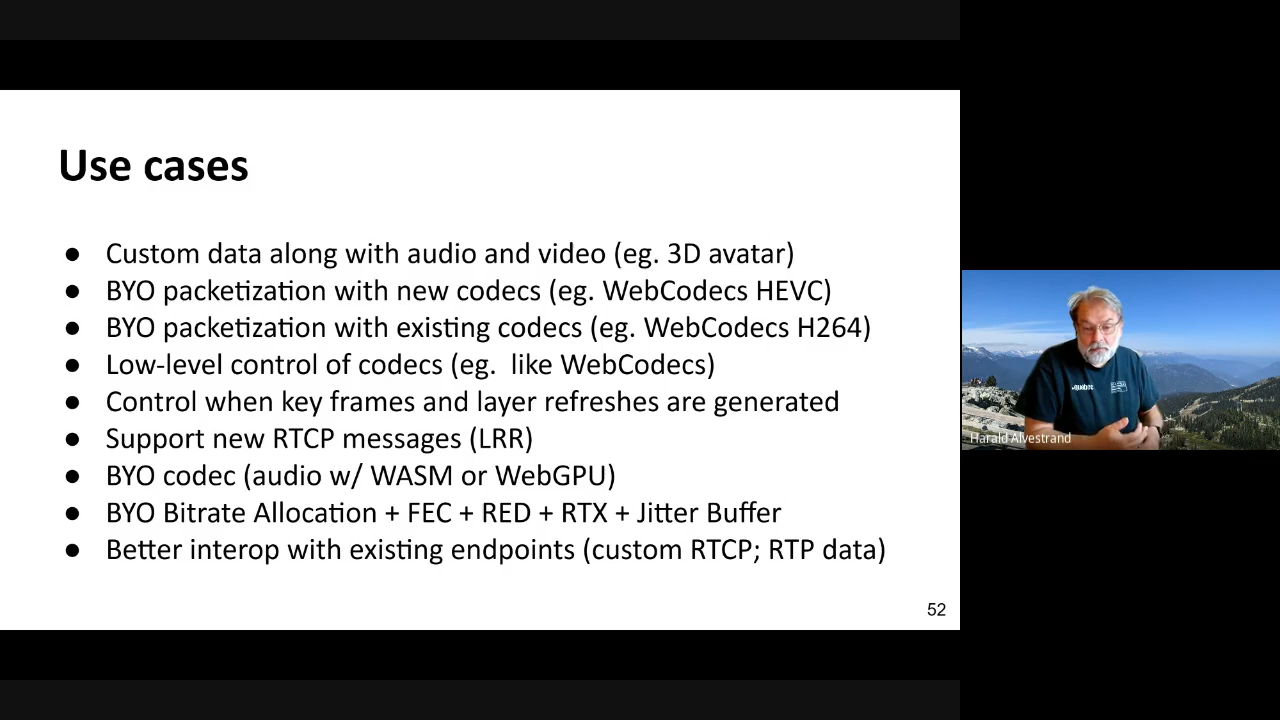 Use cases
● Custom data along with audio and video (eg. 3D avatar)
● BYO packetization with new codecs (eg. WebCodecs HEVC)
● BYO packetization with existing codecs (eg. WebCodecs H264)
● Low-level control of codecs (eg.  like WebCodecs)
● Control when key frames and layer refreshes are generated
● Support new RTCP messages (LRR)
● BYO codec (audio w/ WASM or WebGPU)
● BYO Bitrate Allocation + FEC + RED + RTX + Jitter Buffer
● Better interop with existing endpoints (custom RTCP; RTP data)
52
Harald Alvestrand